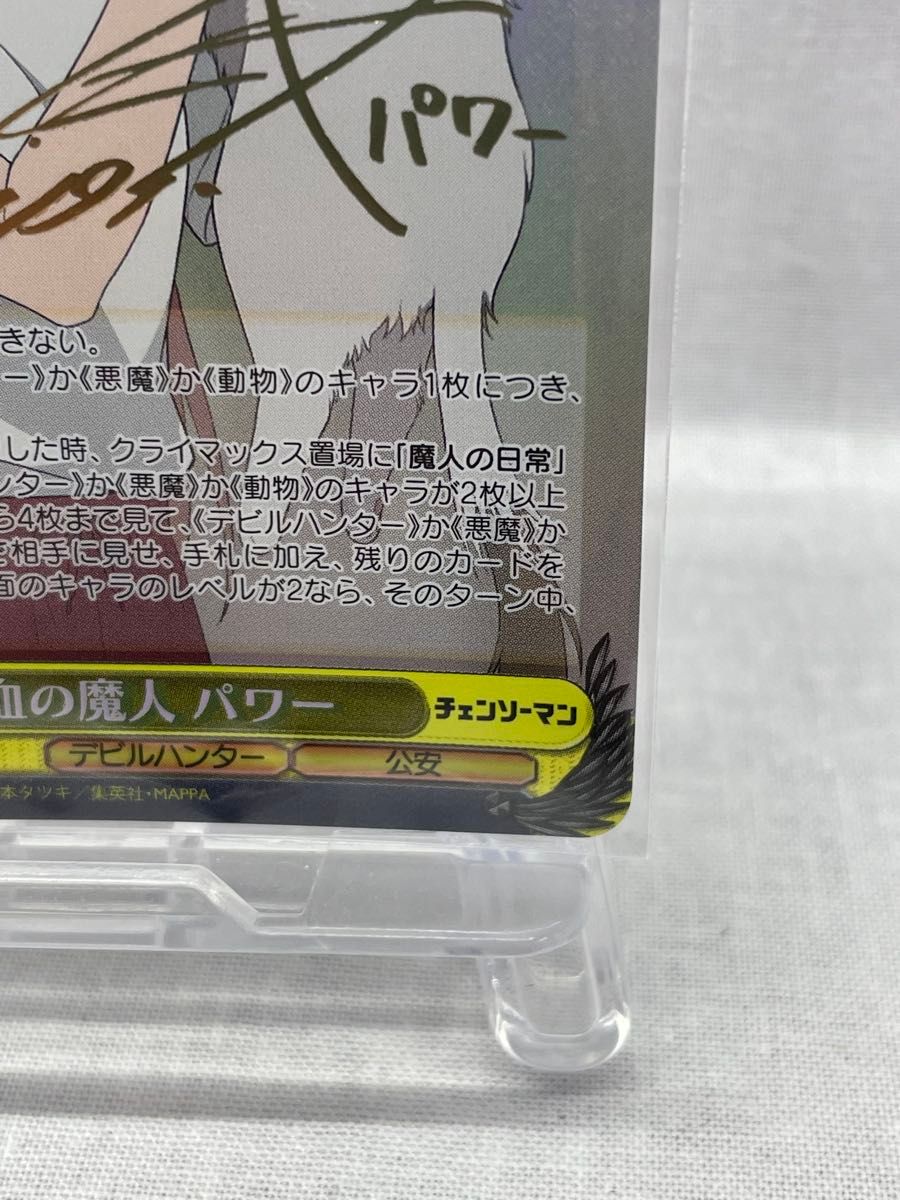 パワー
きない。
ー》か《悪魔》か《動物》のキャラ1枚につき、
した時、クライマックス置場に「魔人の日常」
ンター》か《悪魔》か《動物》のキャラが2枚以上
ら4枚まで見て、《デビルハンター》か《悪魔》か
を相手に見せ、手札に加え、残りのカードを
面のキャラのレベルが2なら、そのターン中、
血の魔人 パワー
チェンソーマン
デビルハンター
公安
本タツキ／集英社・MAPPA